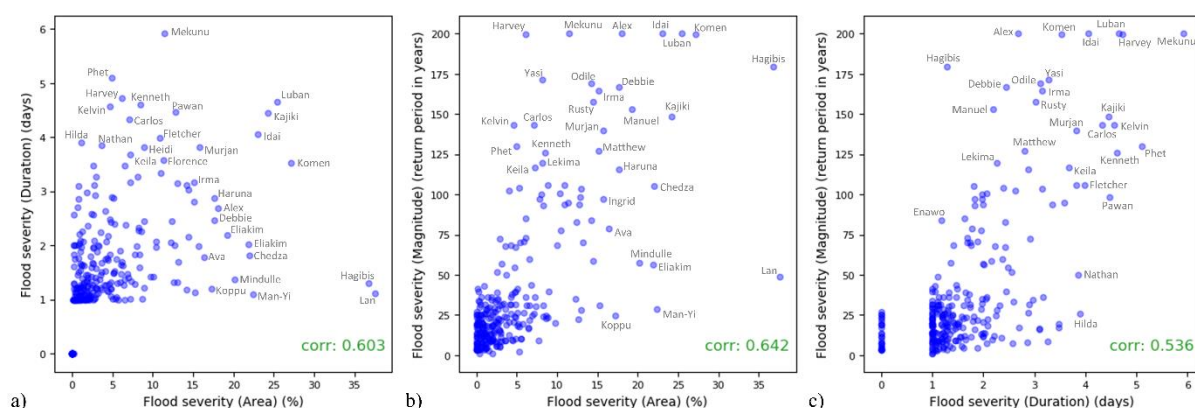 Mekunu
Phet
Harvey
Kenneth
Kelvin
Pawan
Luban
Kajiki
Carlos
Hilda
Nathan
Fletcher
Idai
Heidi
Murjan
Keila
Florence
Komen
Irma
Haruna
Alex
Debbie
Eliakim
Eliakim
Ava
Chedza
Mindulle
Hagibis
Koppu
Man-Yi
Lan
corr: 0.603
6
5
4
3
2
1
0
Flood severity (Duration) (days)
0 5 10 15 20 25 30 35
Flood severity (Area) (%)
a)
Harvey
Mekunu
Alex
Idai
Komen
Luban
Hagibis
Yasi
Odile
Debbie
Irma
Rusty
Manuel
Kajiki
Kelvin
Carlos
Murjan
Phet
Kenneth
Matthew
Lekima
Keila
Haruna
Chedza
Ingrid
Ava
Mindulle
Eliakim
Lan
Koppu
Man-Yi
corr: 0.642
200
175
150
125
100
75
50
25
0
Flood severity (Magnitude) (return period in years)
0 5 10 15 20 25 30 35
Flood severity (Area) (%)
b)
Alex
Komen
Luban
Idai
Harvey
Mekunu
Hagibis
Yasi
Odile
Debbie
Irma
Manuel
Rusty
Kajiki
Murjan
Carlos
Kelvin
Matthew
Phet
Lekima
Kenneth
Keila
Fletcher
Enawo
Pawan
Nathan
Hilda
corr: 0.536
200
175
150
125
100
75
50
25
0
Flood severity (Magnitude) (return period in years)
0 1 2 3 4 5 6
Flood severity (Duration) (days)
c)